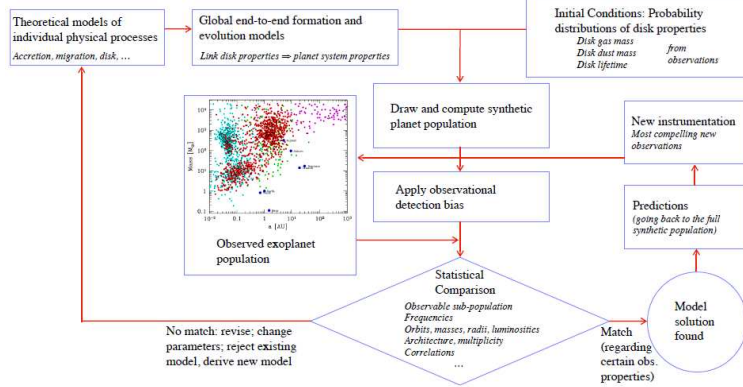 Theoretical models of
individual physical processes
Accretion, migration, disk, ...
Global end-to-end formation and
evolution models
Link disk properties ⇒ planet system properties
Initial Conditions: Probability
distributions of disk properties
Disk gas mass
Disk dust mass
Disk lifetime
from
observations
Draw and compute synthetic
planet population
New instrumentation
Most compelling new
observations
Apply observational
detection bias
Predictions
(going back to the full
synthetic population)
Mass [M⊕]
a [AU]
Observed exoplanet
population
Statistical
Comparison
Observable sub-population
Frequencies
Orbits, masses, radii, luminosities
Architecture, multiplicity
Correlations
...
No match: revise; change
parameters; reject existing
model, derive new model
Match
(regarding
certain obs.
properties)
Model
solution
found